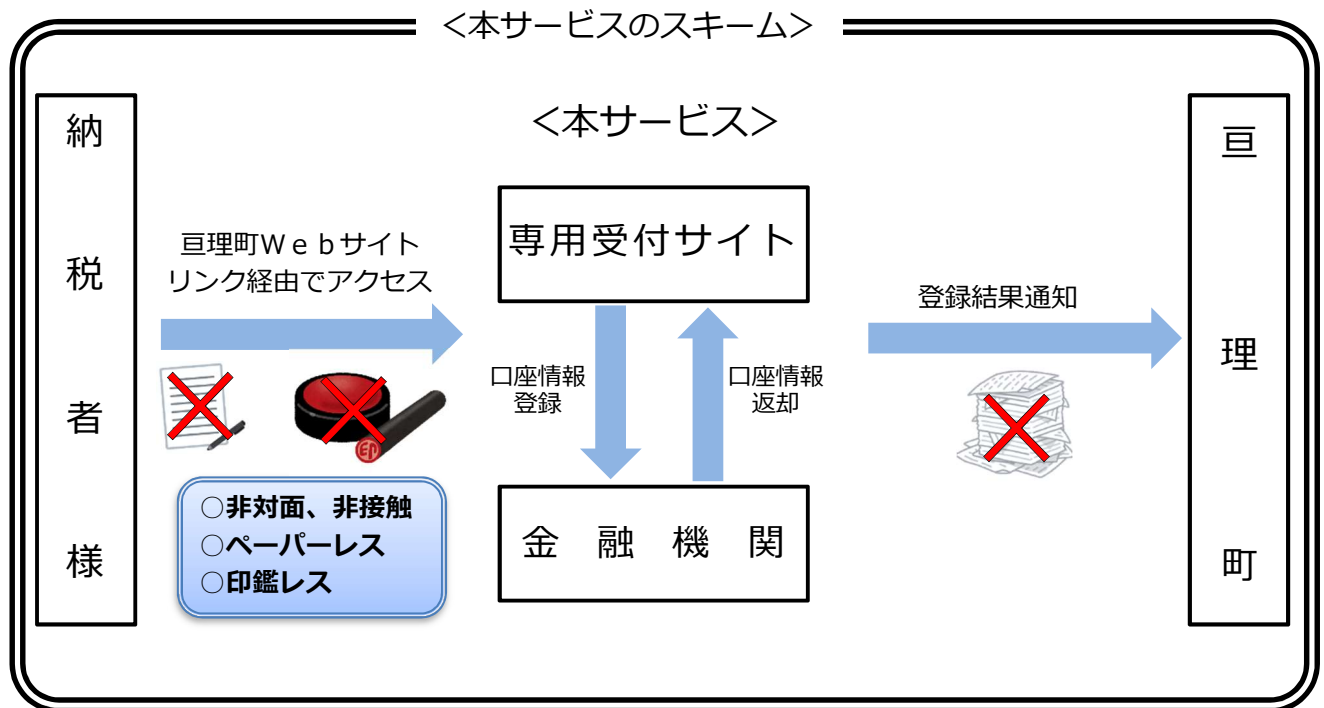 ＜本サービスのスキーム＞
納税者様
亘理町Ｗｅｂサイト
リンク経由でアクセス
○非対面、非接触
○ペーパーレス
○印鑑レス
＜本サービス＞
専用受付サイト
口座情報
登録
口座情報
返却
金融機関
登録結果通知
亘理町